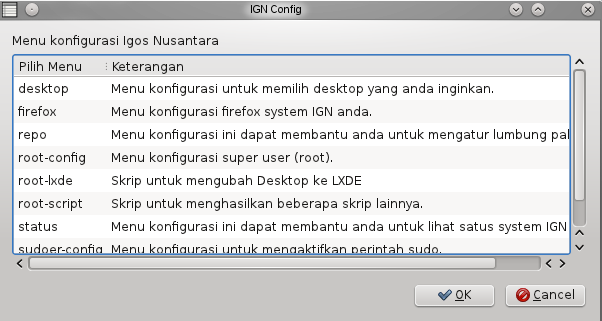 IGN Config
Menu konfigurasi Igos Nusantara
Pilih Menu Keterangan
desktop Menu konfigurasi untuk memilih desktop yang anda inginkan.
firefox Menu konfigurasi firefox system IGN anda.
repo Menu konfigurasi ini dapat membantu anda untuk mengatur lumbung pal
root-config Menu konfigurasi super user (root).
root-lxde Skrip untuk mengubah Desktop ke LXDE
root-script Skrip untuk menghasilkan beberapa skrip lainnya.
status Menu konfigurasi ini dapat membantu anda untuk lihat satus system IGN
sudoer-config Menu konfigurasi untuk mengaktifkan perintah sudo.
OK Cancel